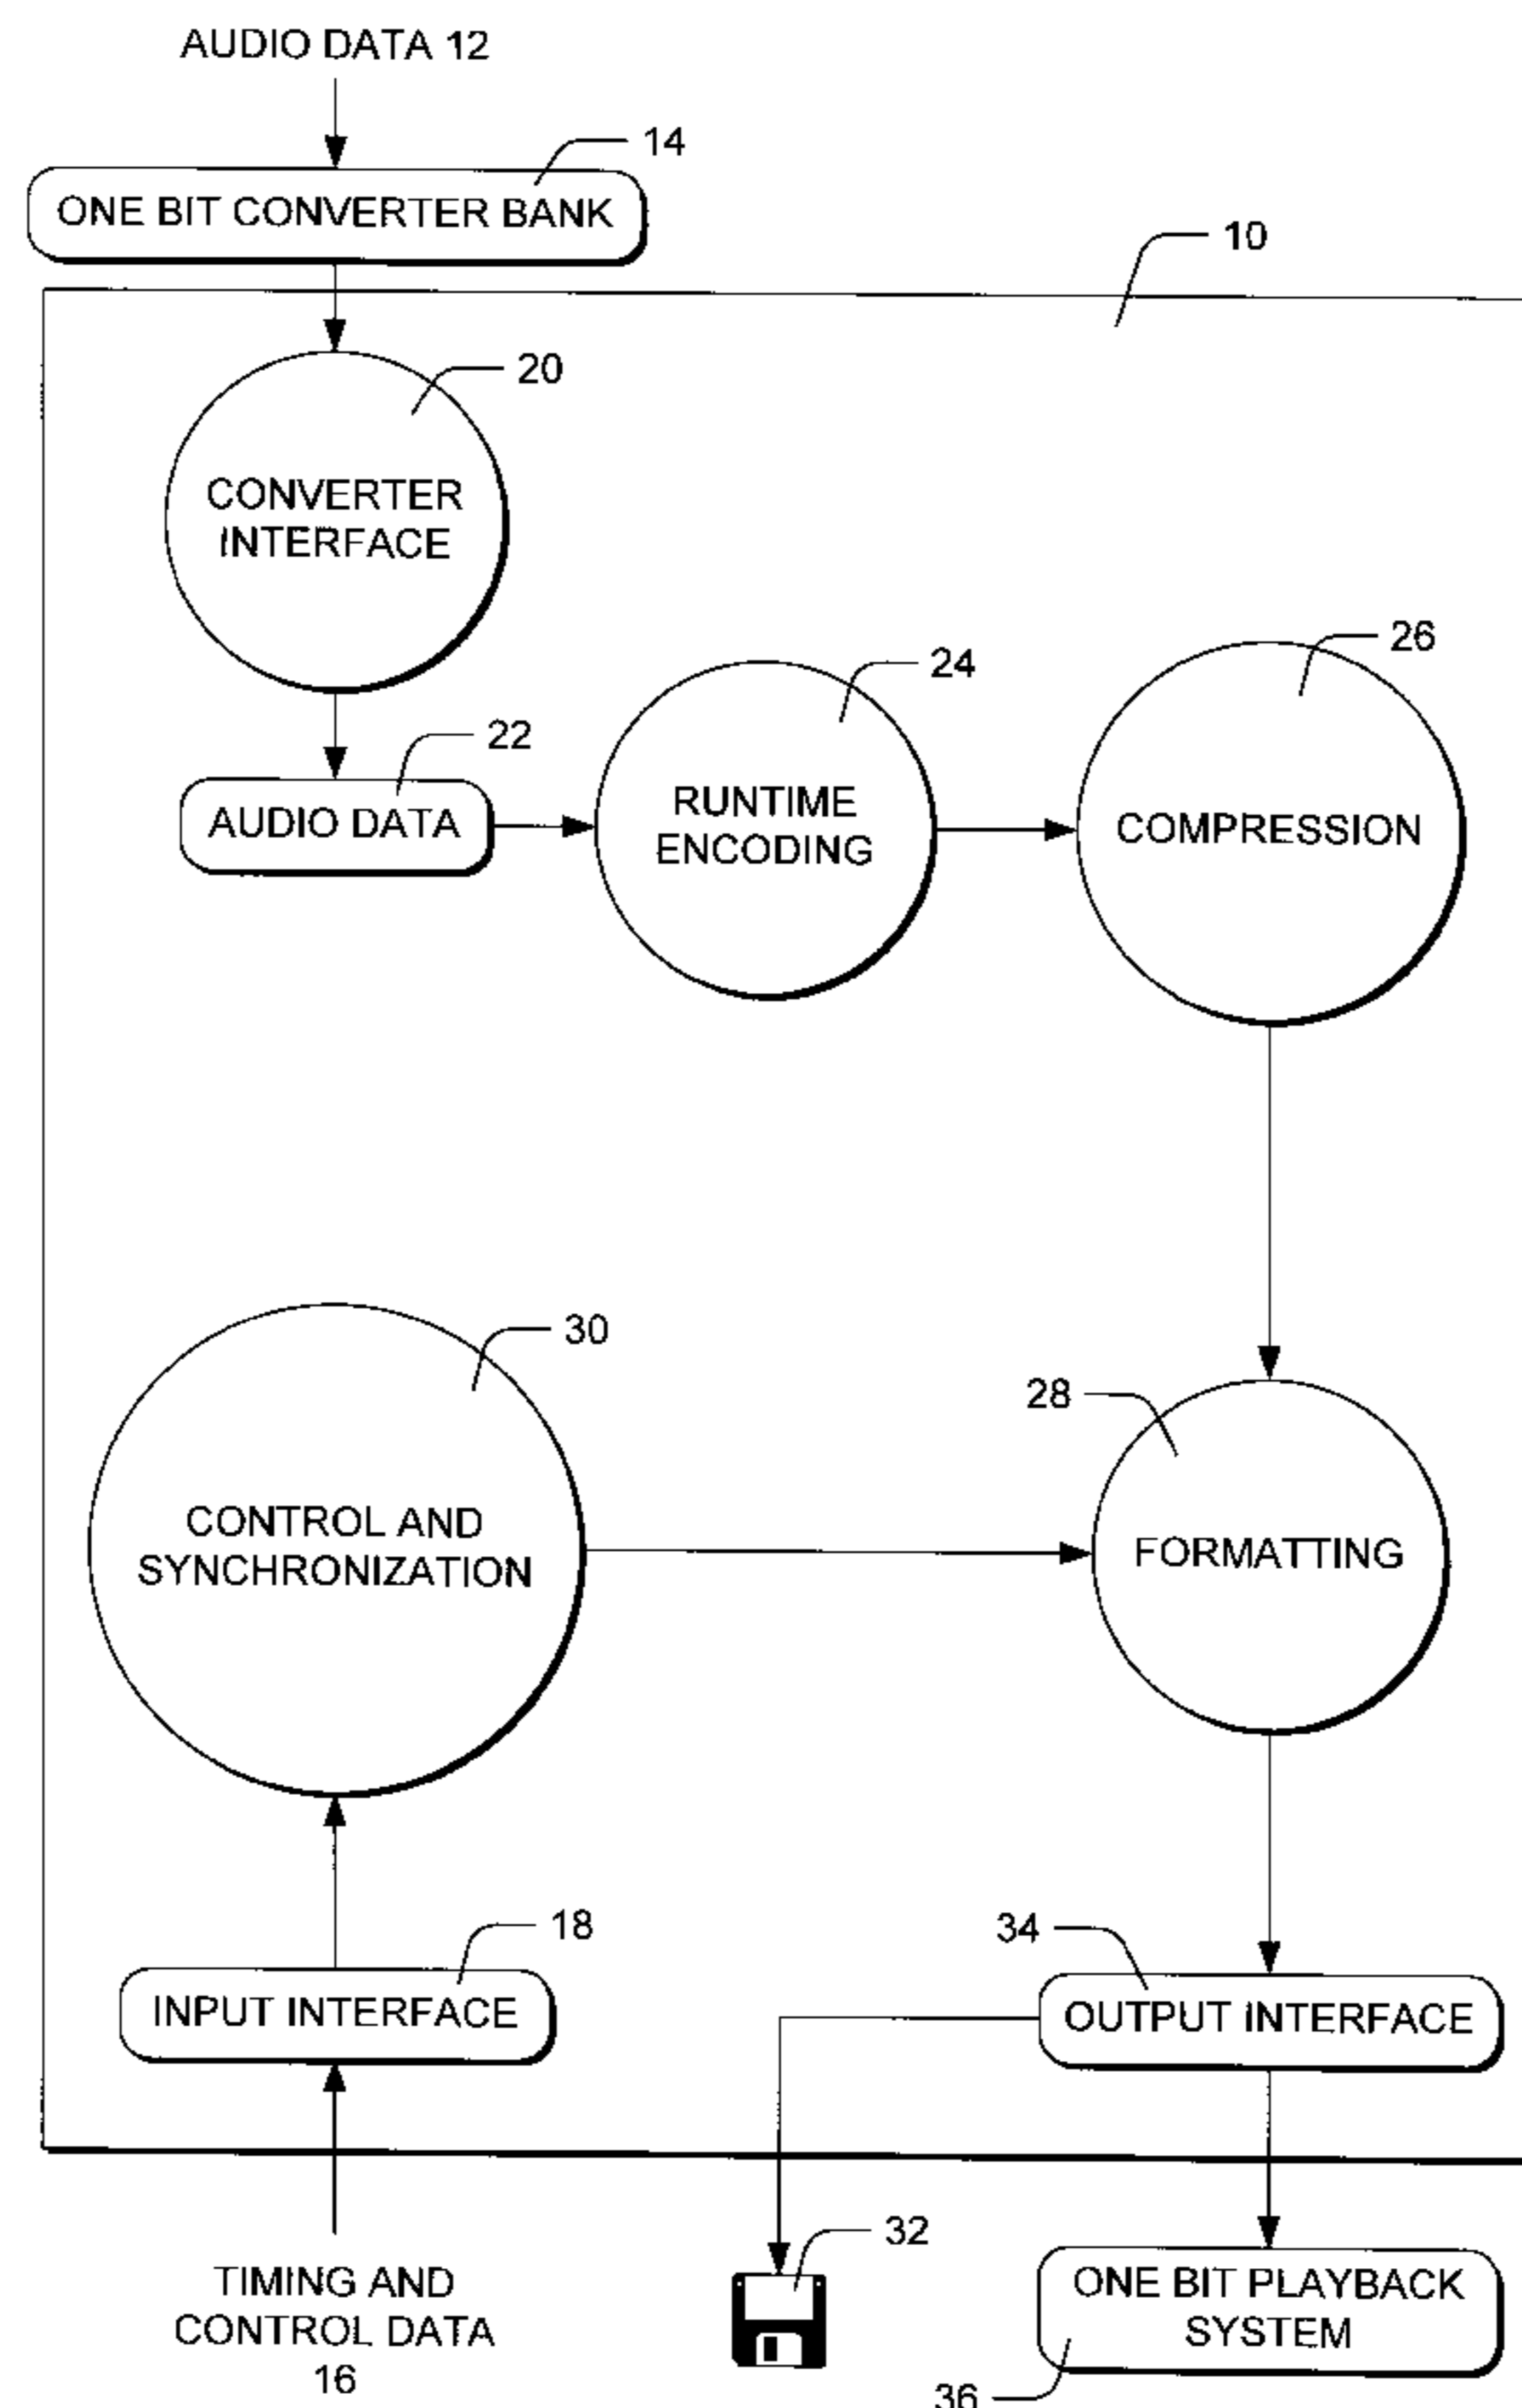 AUDIO DATA 12
14
ONE BIT CONVERTER BANK
10
20
CONVERTER
INTERFACE
22
AUDIO DATA
24
RUNTIME
ENCODING
26
COMPRESSION
30
CONTROL AND
SYNCHRONIZATION
28
FORMATTING
18
INPUT INTERFACE
34
OUTPUT INTERFACE
TIMING AND
CONTROL DATA
16
32
ONE BIT PLAYBACK
SYSTEM
36